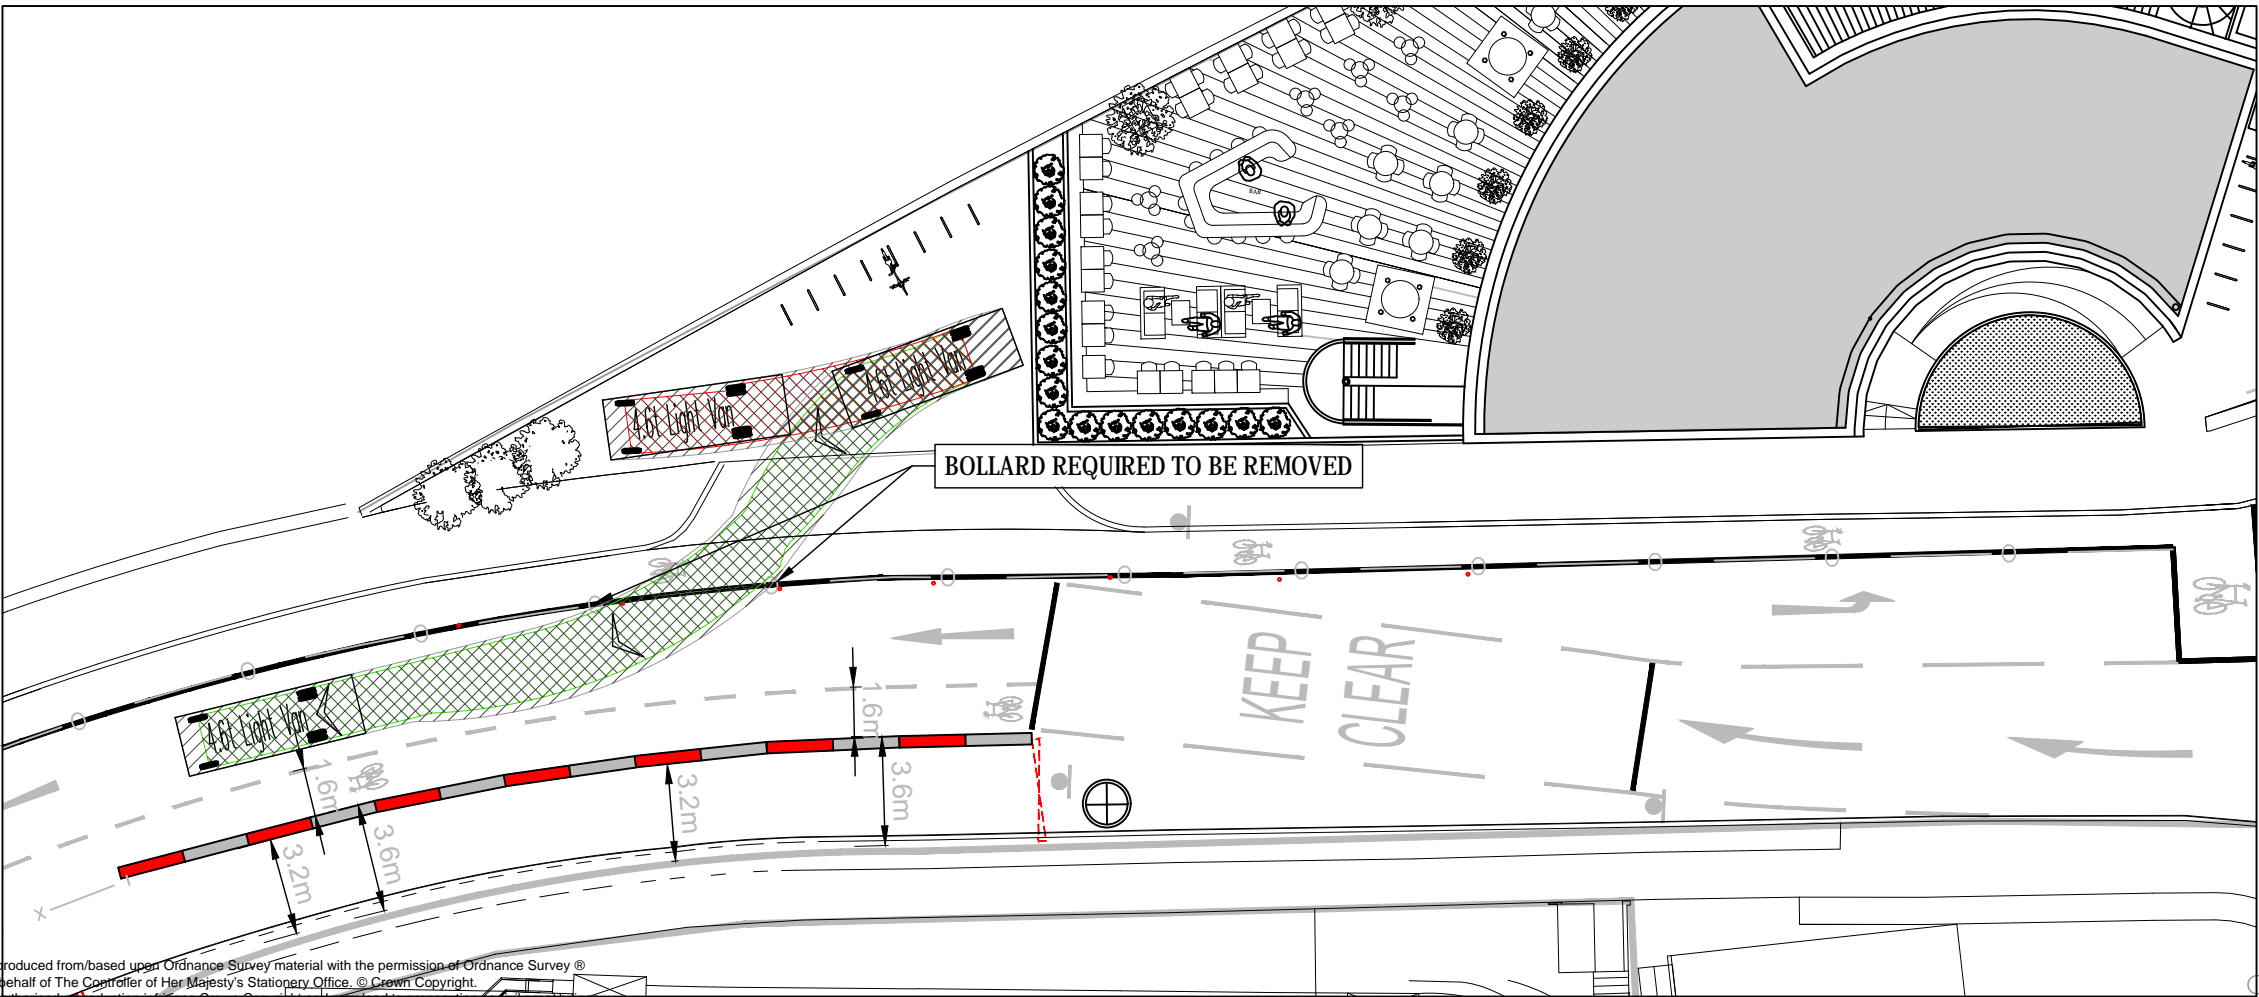 BAR
4.6t Light Van
4.6t Light Van
BOLLARD REQUIRED TO BE REMOVED
KEEP
CLEAR
1.6m
4.6t Light Van
1.6m
3.2m
3.6m
3.6m
3.2m
x
produced from/based upon Ordnance Survey material with the permission of Ordnance Survey ®
behalf of The Controller of Her Majesty's Stationery Office. © Crown Copyright.